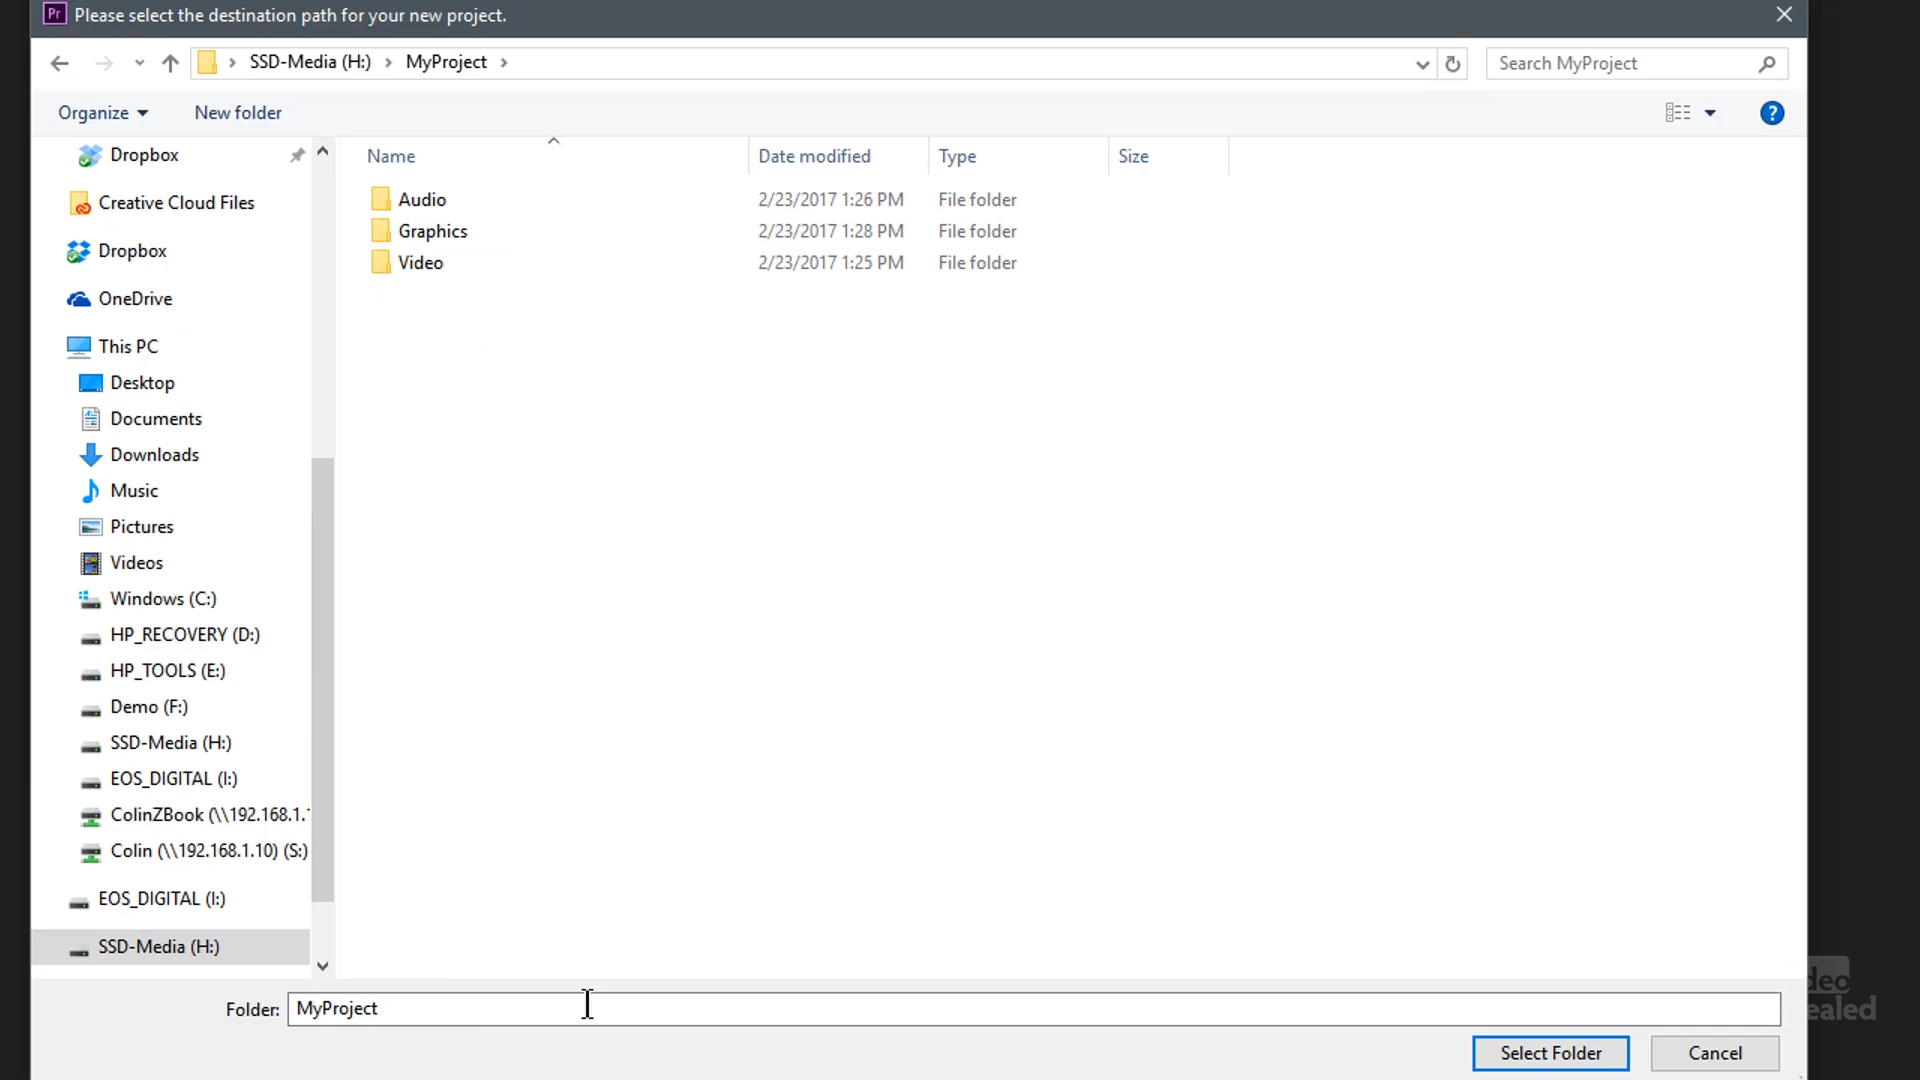 Pr Please select the destination path for your new project.
SSD-Media (H:) MyProject
Search MyProject
Organize New folder
?
Name Date modified Type Size
Audio 2/23/2017 1:26 PM File folder
Graphics 2/23/2017 1:28 PM File folder
Video 2/23/2017 1:25 PM File folder
Dropbox
Creative Cloud Files
Dropbox
OneDrive
This PC
Desktop
Documents
Downloads
Music
Pictures
Videos
Windows (C:)
HP_RECOVERY (D:)
HP_TOOLS (E:)
Demo (F:)
SSD-Media (H:)
EOS_DIGITAL (I:)
ColinZBook (\\192.168.1.
Colin (\\192.168.1.10) (S:)
EOS_DIGITAL (I:)
SSD-Media (H:)
Folder: MyProject
Select Folder Cancel
deo
ealed